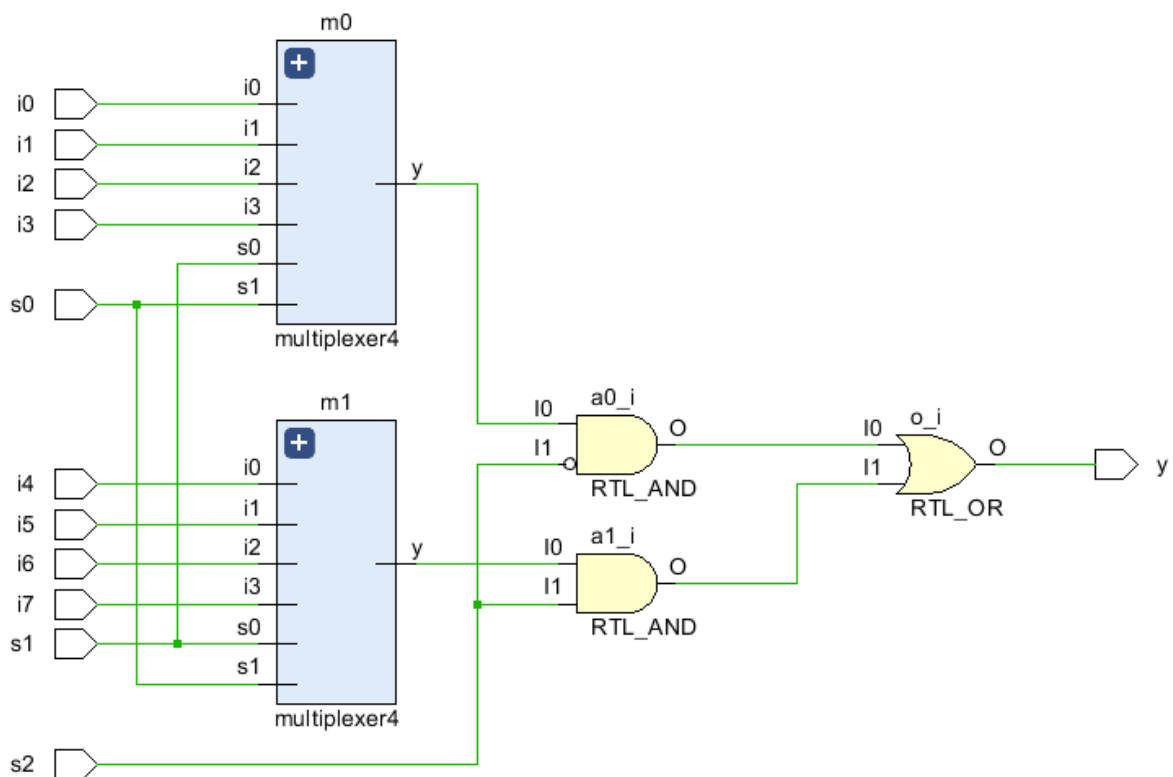 m0
i0
i0
i1
i1
i2
i2
y
i3
i3
s0
s0
s1
multiplexer4
m1
a0_i
o_i
I0
O
I0
O
I1
I1
y
i4
i0
RTL_AND
RTL_OR
i5
i1
a1_i
i6
i2
y
I0
O
i7
i3
I1
s1
s0
RTL_AND
s1
multiplexer4
s2